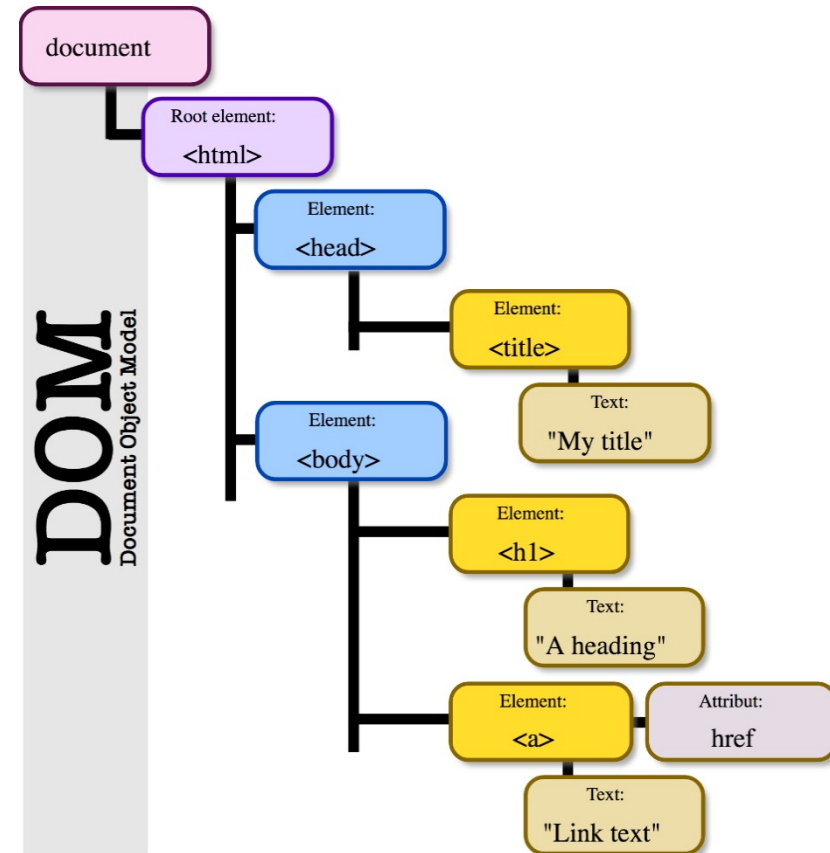 document
Root element:
<html>
Element:
<head>
Element:
<title>
Text:
"My title"
Element:
<body>
Element:
<h1>
Text:
"A heading"
Element:
<a>
Attribut:
href
Text:
"Link text"
DOM
Document Object Model